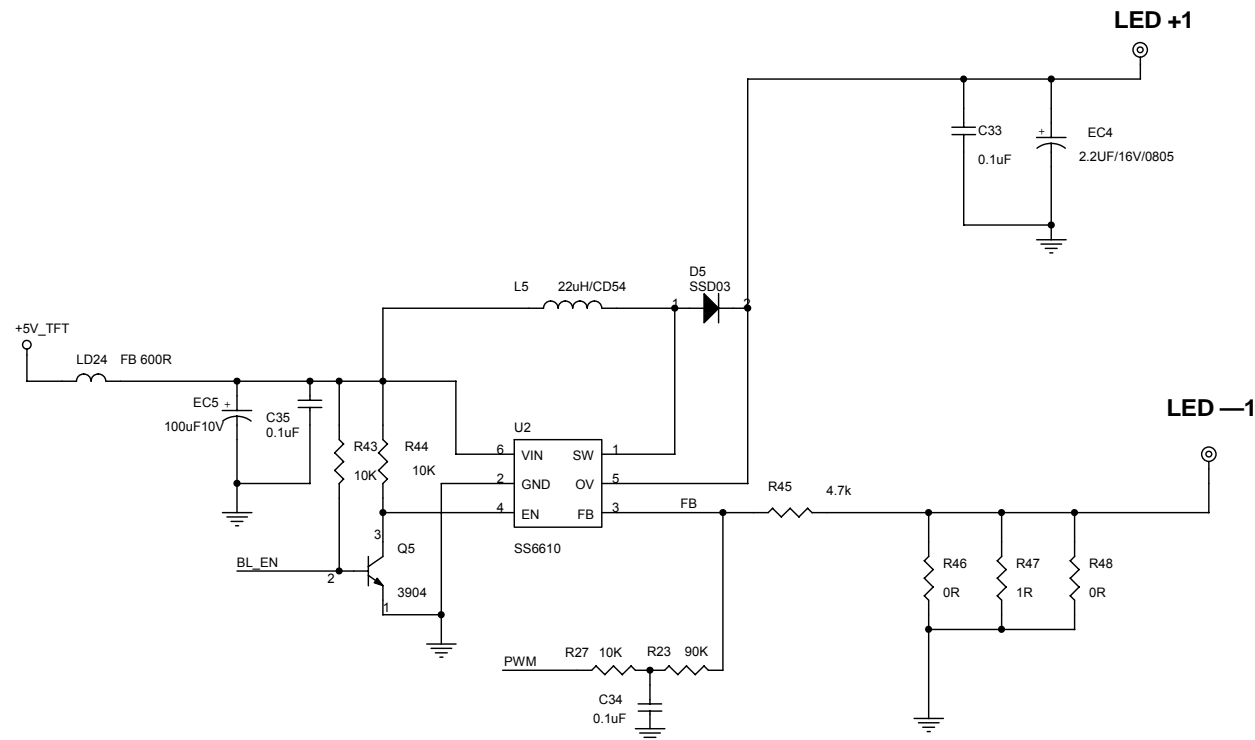 LED +1
C33
0.1uF
+
EC4
2.2UF/16V/0805
D5
SSD03
L5 22uH/CD54
1
2
+5V_TFT
LD24 FB 600R
LED —1
EC5
+
100uF10V
C35
0.1uF
R43
10K
R44
10K
U2
6 VIN SW 1
2 GND OV 5
4 EN FB 3
SS6610
FB
R45 4.7k
3
Q5
BL_EN
2
3904
1
R46
0R
R47
1R
R48
0R
PWM
R27 10K R23 90K
C34
0.1uF